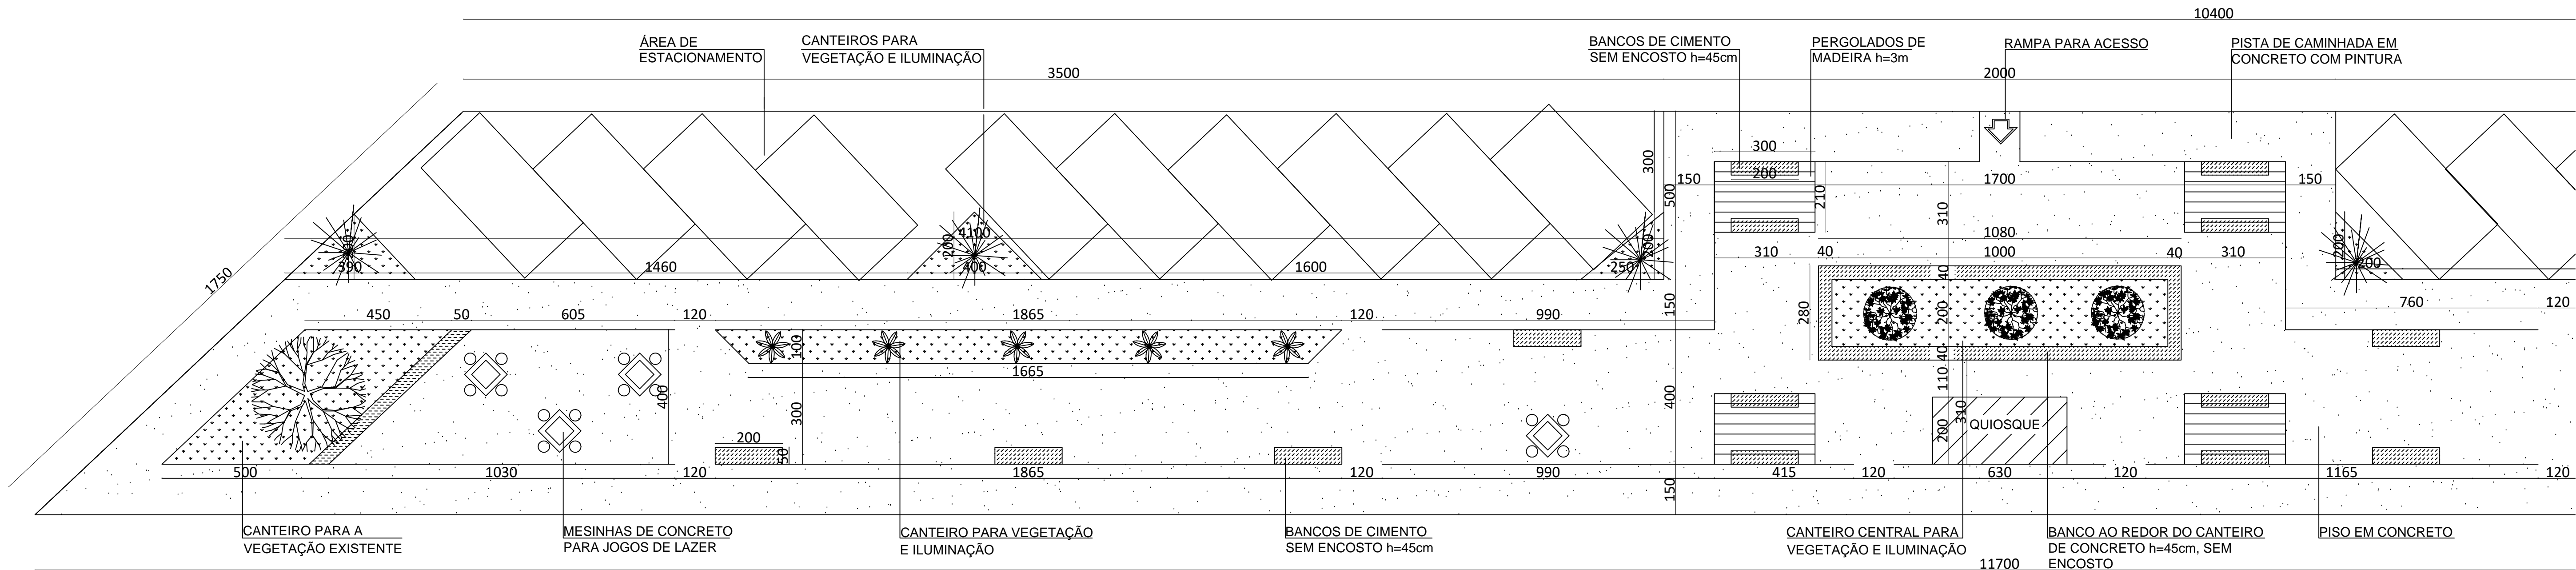 10400
ÁREA DE
ESTACIONAMENTO
CANTEIROS PARA
VEGETAÇÃO E ILUMINAÇÃO
BANCOS DE CIMENTO
SEM ENCOSTO h=45cm
PERGOLADOS DE
MADEIRA h=3m
RAMPA PARA ACESSO
PISTA DE CAMINHADA EM
CONCRETO COM PINTURA
3500
2000
1750
300
300
200
150
500
210
1700
150
310
200
4100
200
200
1080
200
390
1460
400
1600
250
310
40
1000
40
310
200
40
450
50
605
120
1865
120
990
150
280
200
760
120
100
1665
400
300
400
40
110
310
200
QUIOSQUE
200
50
500
1030
120
1865
120
990
415
120
630
120
1165
120
150
CANTEIRO PARA A
VEGETAÇÃO EXISTENTE
MESINHAS DE CONCRETO
PARA JOGOS DE LAZER
CANTEIRO PARA VEGETAÇÃO
E ILUMINAÇÃO
BANCOS DE CIMENTO
SEM ENCOSTO h=45cm
CANTEIRO CENTRAL PARA
VEGETAÇÃO E ILUMINAÇÃO
BANCO AO REDOR DO CANTEIRO
DE CONCRETO h=45cm, SEM
ENCOSTO
PISO EM CONCRETO
11700